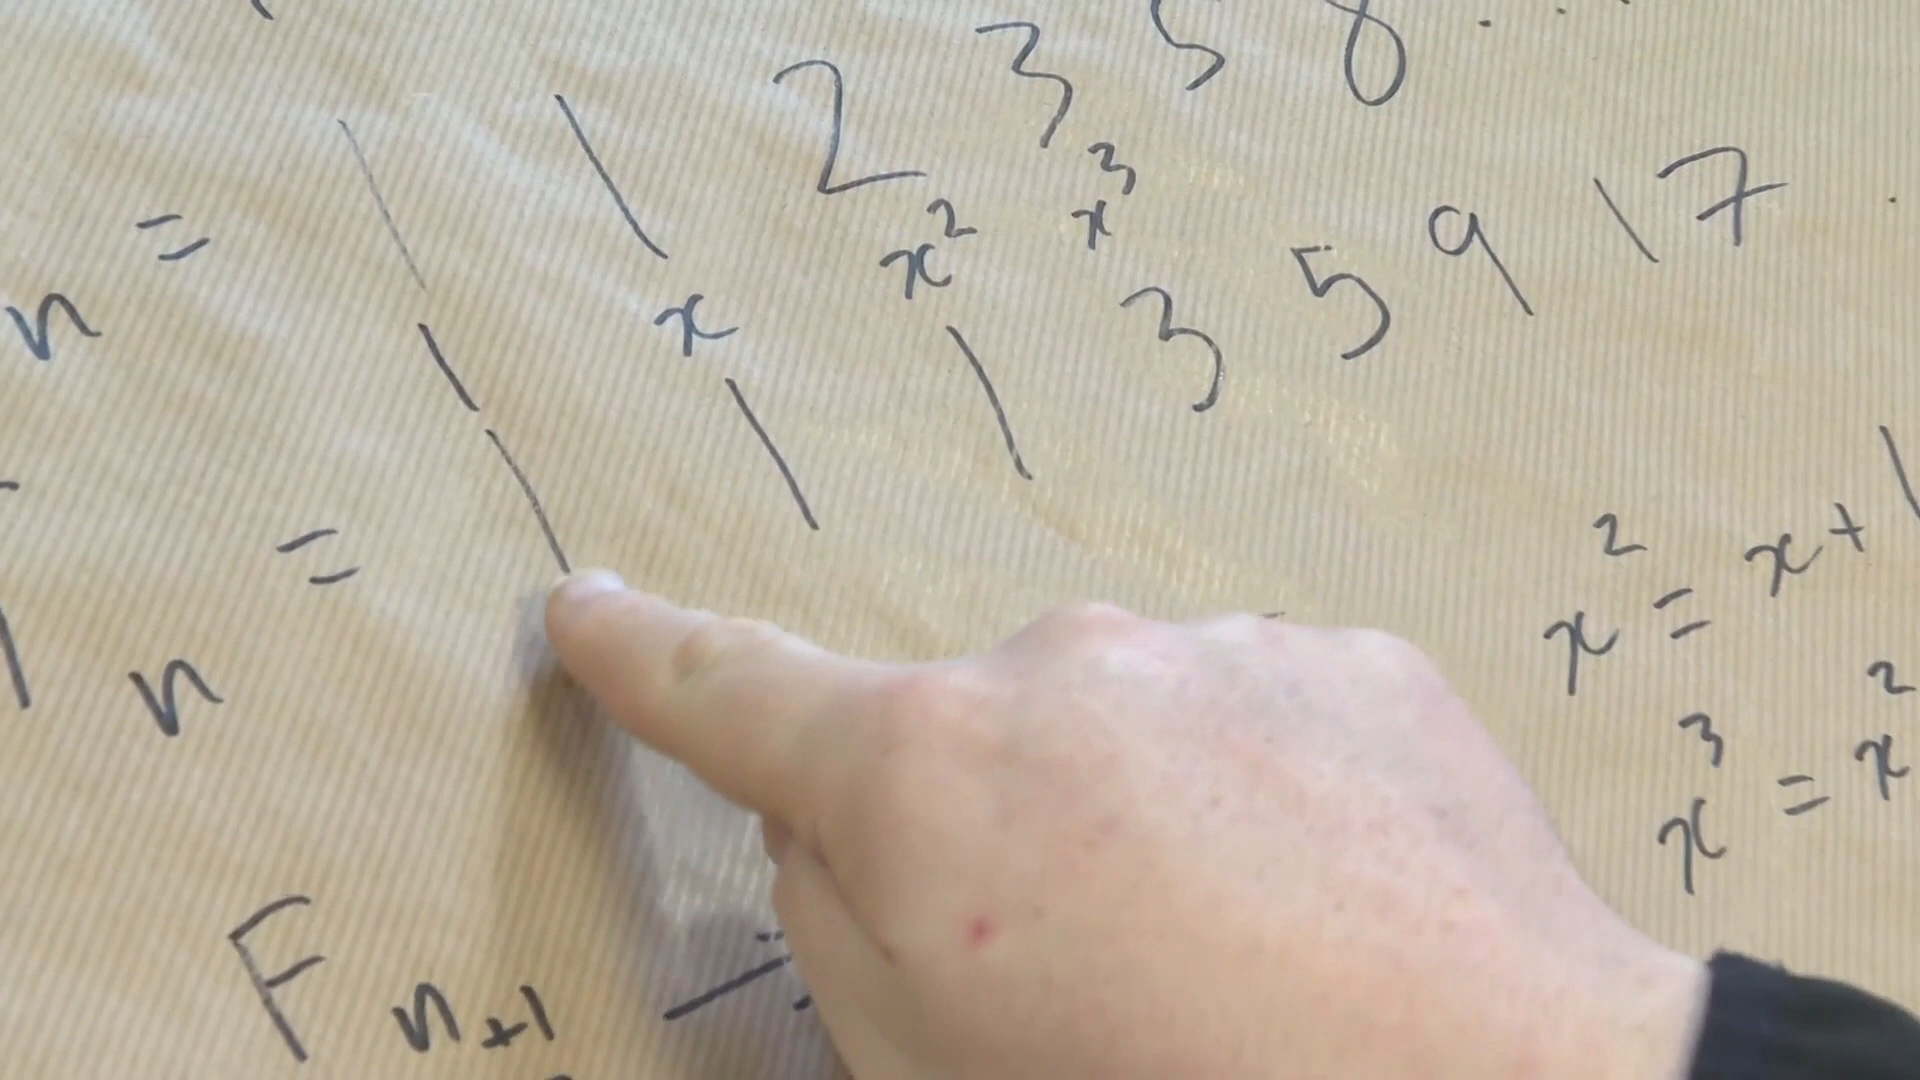 n = 1 1 2 3 5 8 ...
1 x x² x³
n = 1 1 1 3 5 9 17 .
x² = x + 1
x³ = x²
F n+1 =